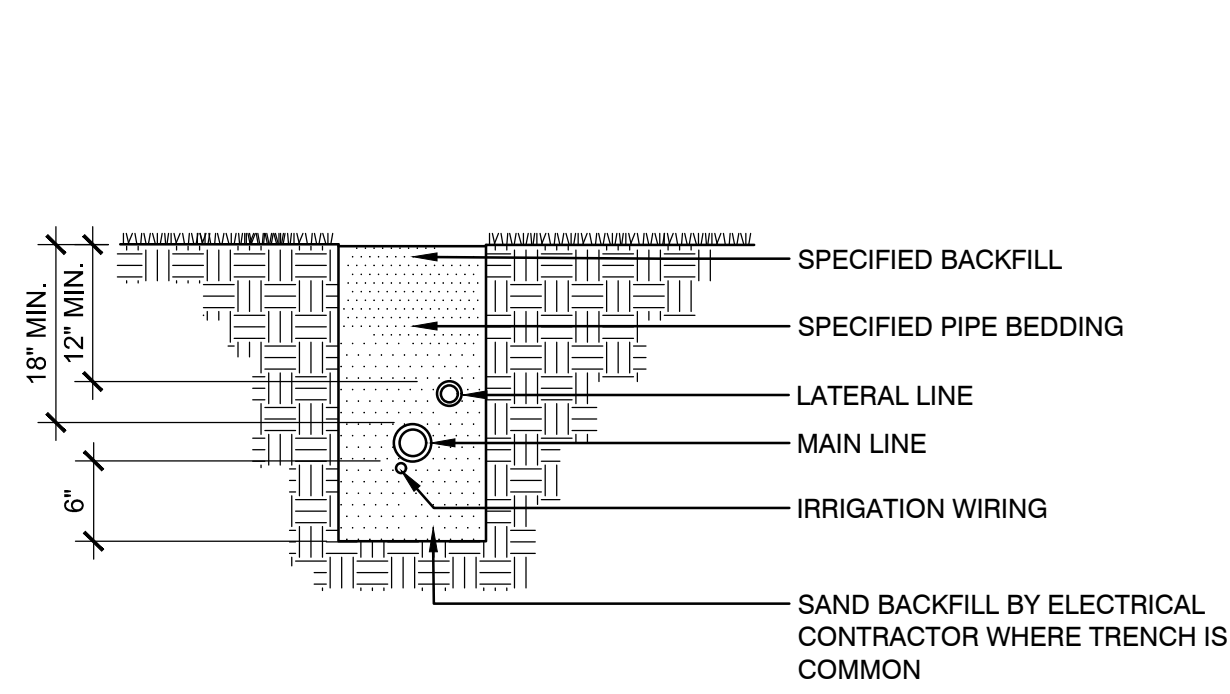 18" MIN.
12" MIN.
6"
SPECIFIED BACKFILL
SPECIFIED PIPE BEDDING
LATERAL LINE
MAIN LINE
IRRIGATION WIRING
SAND BACKFILL BY ELECTRICAL
CONTRACTOR WHERE TRENCH IS
COMMON